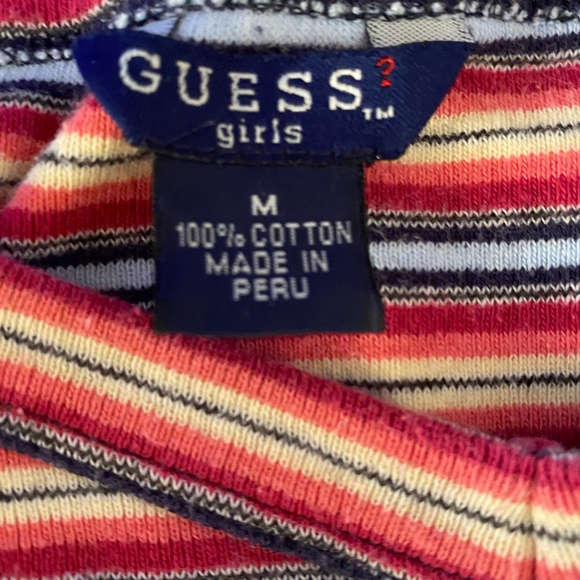 GUESS?™
girls
M
100% COTTON
MADE IN
PERU